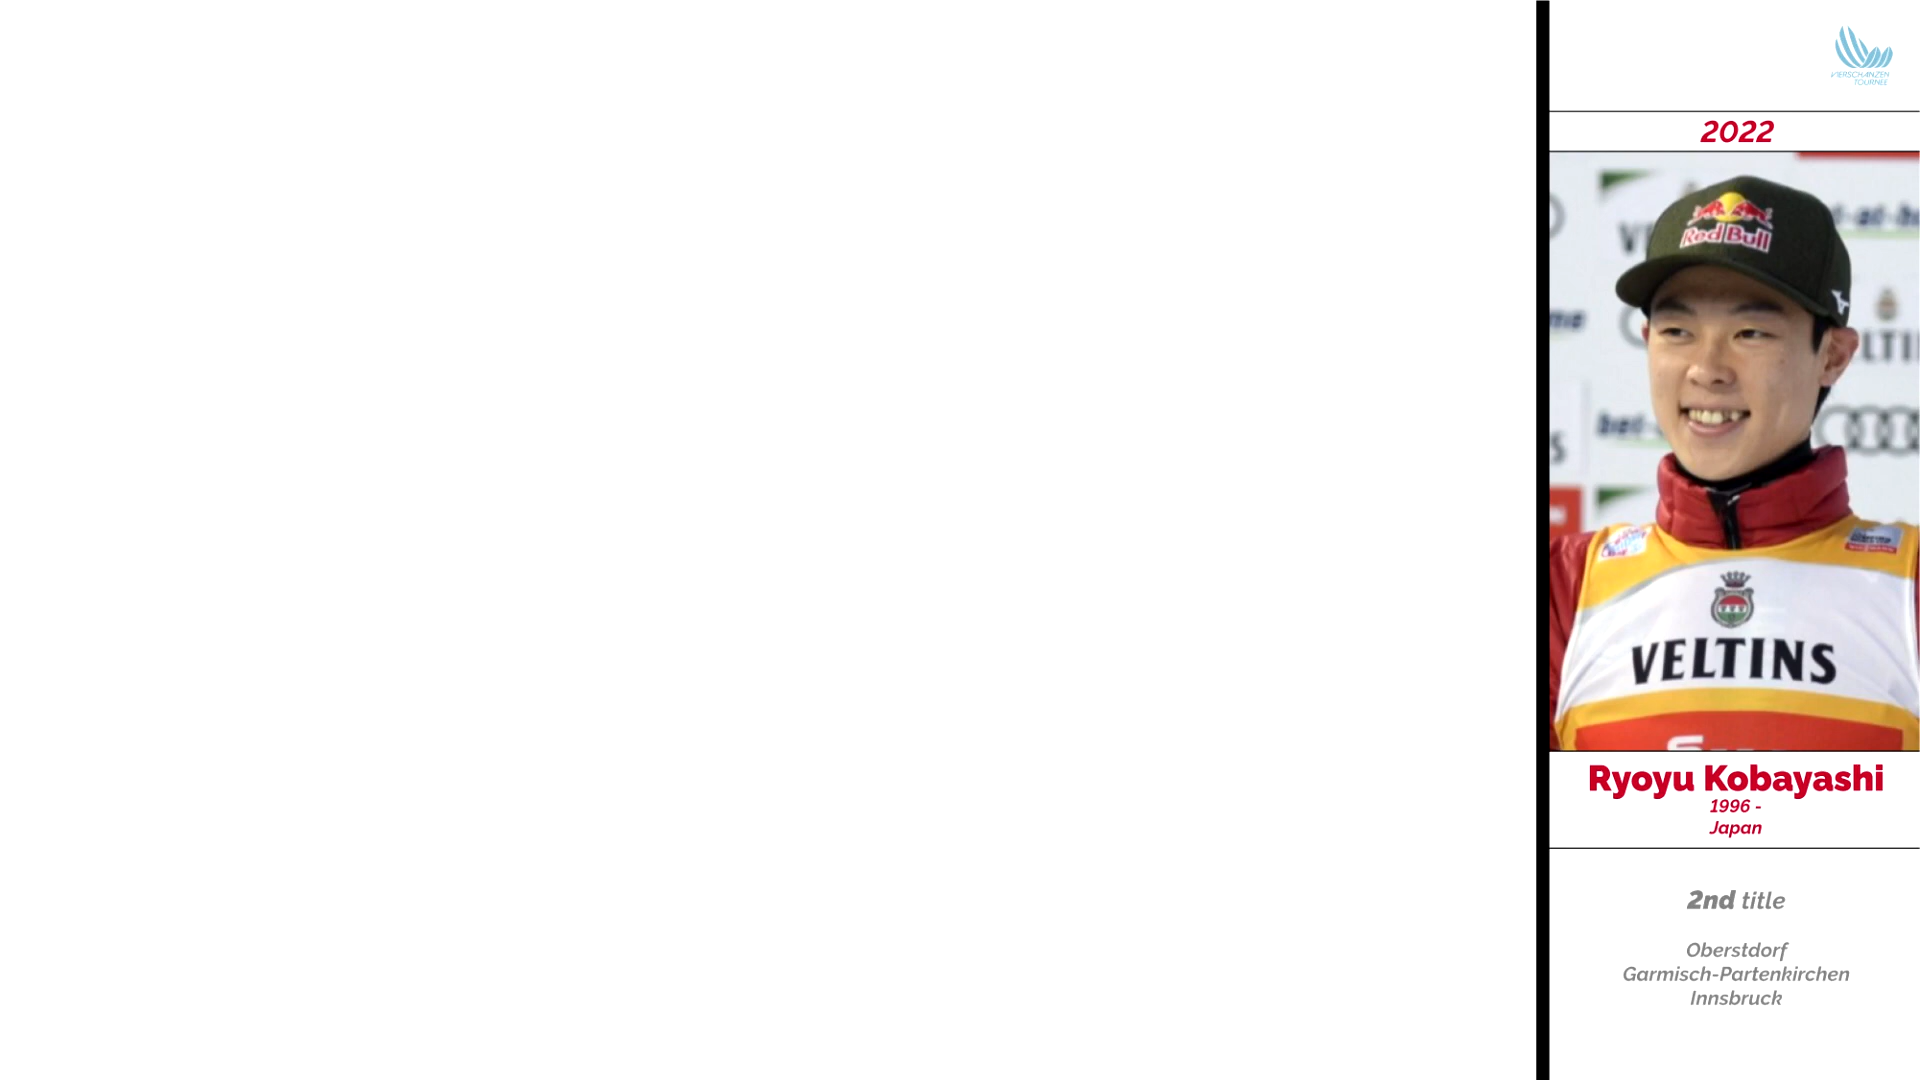 VIERSCHANZEN
TOURNEE
2022
Red Bull
VELTINS
Ryoyu Kobayashi
1996 -
Japan
2nd title
Oberstdorf
Garmisch-Partenkirchen
Innsbruck